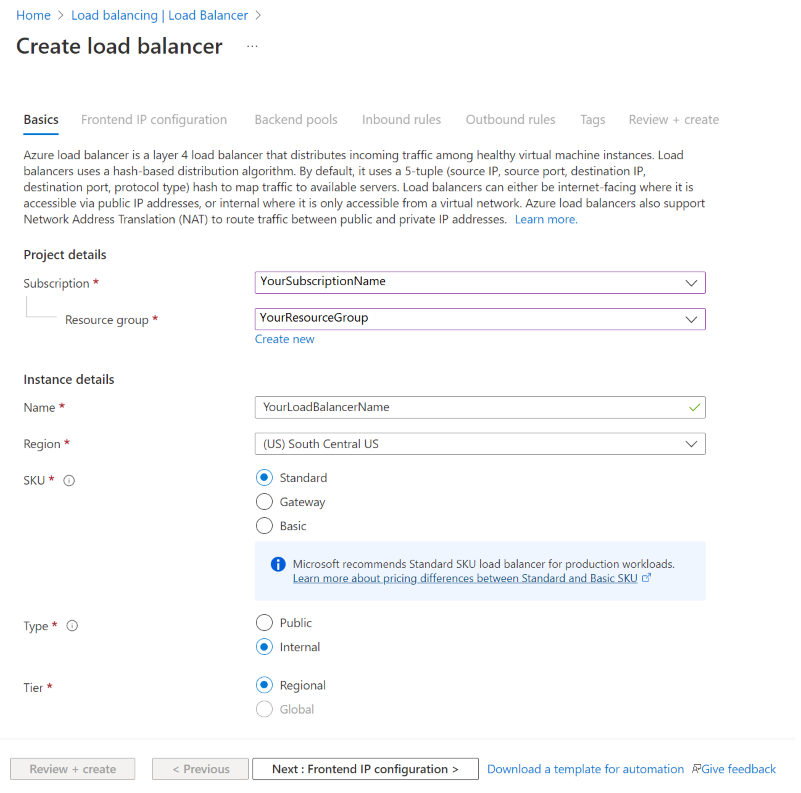 Home > Load balancing | Load Balancer >
Create load balancer ...
Basics Frontend IP configuration Backend pools Inbound rules Outbound rules Tags Review + create
Azure load balancer is a layer 4 load balancer that distributes incoming traffic among healthy virtual machine instances. Load
balancers uses a hash-based distribution algorithm. By default, it uses a 5-tuple (source IP, source port, destination IP,
destination port, protocol type) hash to map traffic to available servers. Load balancers can either be internet-facing where it is
accessible via public IP addresses, or internal where it is only accessible from a virtual network. Azure load balancers also support
Network Address Translation (NAT) to route traffic between public and private IP addresses. Learn more.
Project details
Subscription * YourSubscriptionName
Resource group * YourResourceGroup
Create new
Instance details
Name * YourLoadBalancerName
Region * (US) South Central US
SKU * Standard
Gateway
Basic
Microsoft recommends Standard SKU load balancer for production workloads.
Learn more about pricing differences between Standard and Basic SKU
Type * Public
Internal
Tier * Regional
Global
Review + create < Previous Next : Frontend IP configuration > Download a template for automation Give feedback